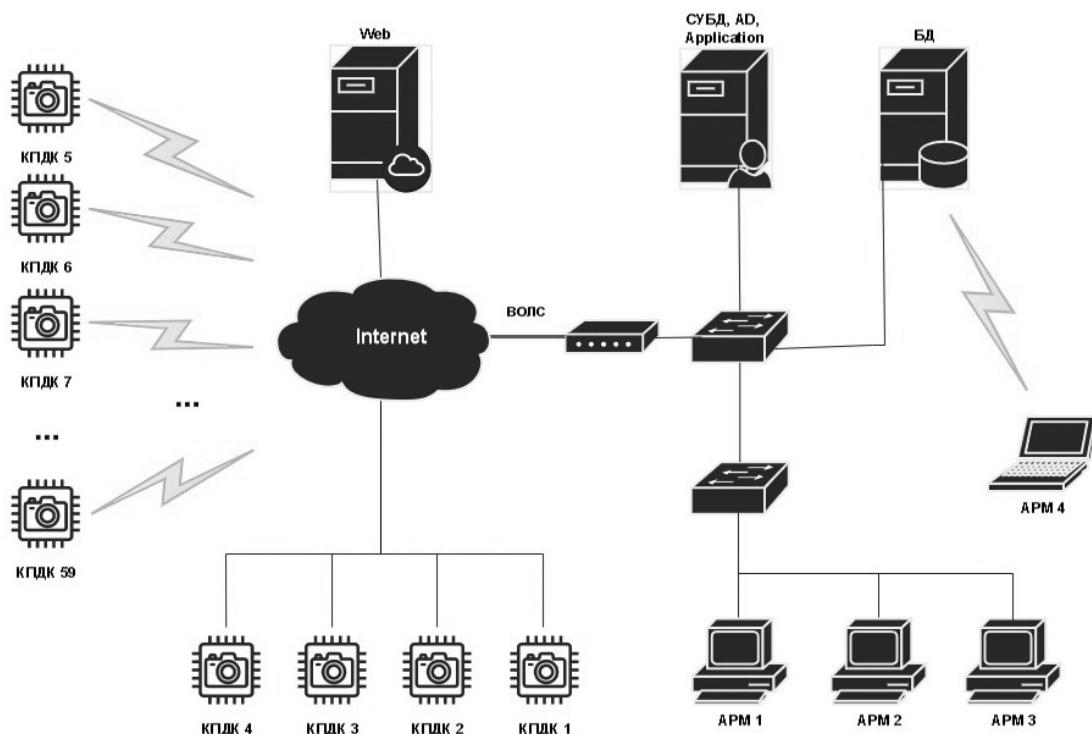 Web
СУБД, AD,
Application
БД
КПДК 5
КПДК 6
КПДК 7
...
...
КПДК 59
Internet
ВОЛС
АРМ 4
КПДК 4
КПДК 3
КПДК 2
КПДК 1
АРМ 1
АРМ 2
АРМ 3